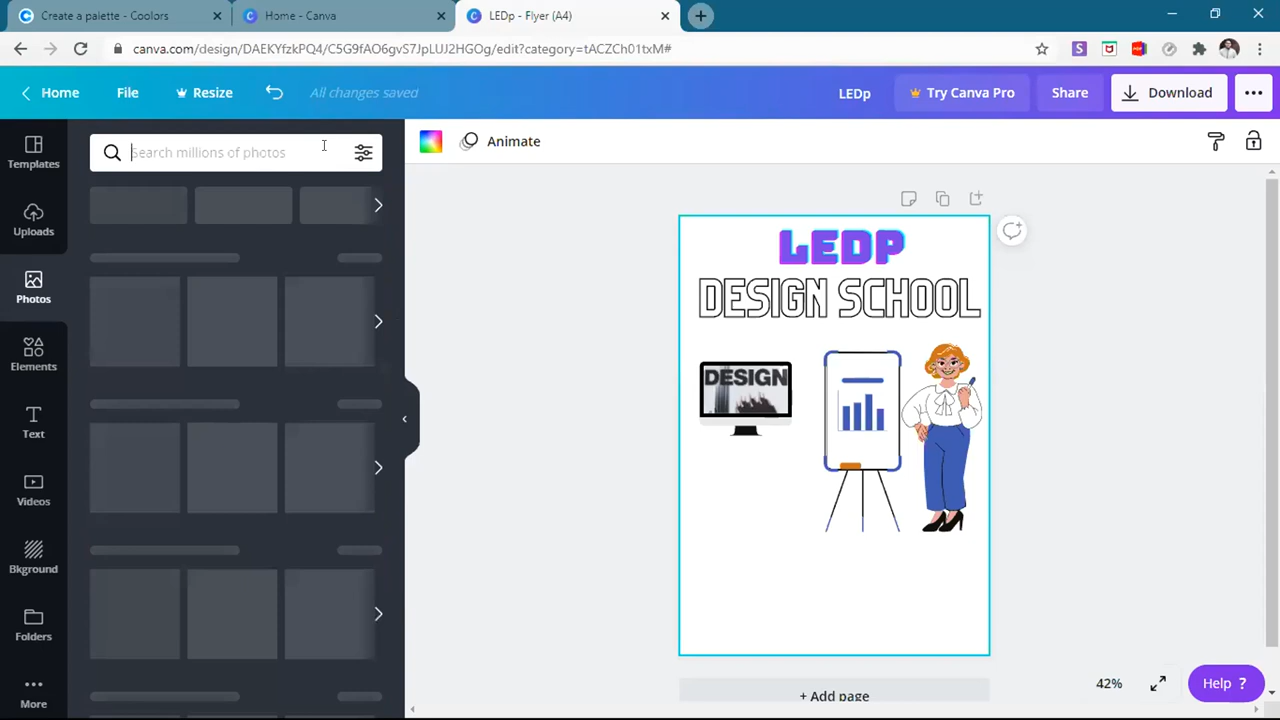 Create a palette - Coolors
Home - Canva
LEDp - Flyer (A4)
canva.com/design/DAEKYfzkPQ4/C5G9fAO6gvS7JpLUJ2HGOg/edit?category=tACZCh01txM#
Home
File
Resize
All changes saved
LEDp
Try Canva Pro
Share
Download
Templates
Uploads
Photos
Elements
Text
Videos
Bkground
Folders
More
Search millions of photos
Animate
LEDP
DESIGN SCHOOL
DESIGN
+ Add page
42%
Help ?